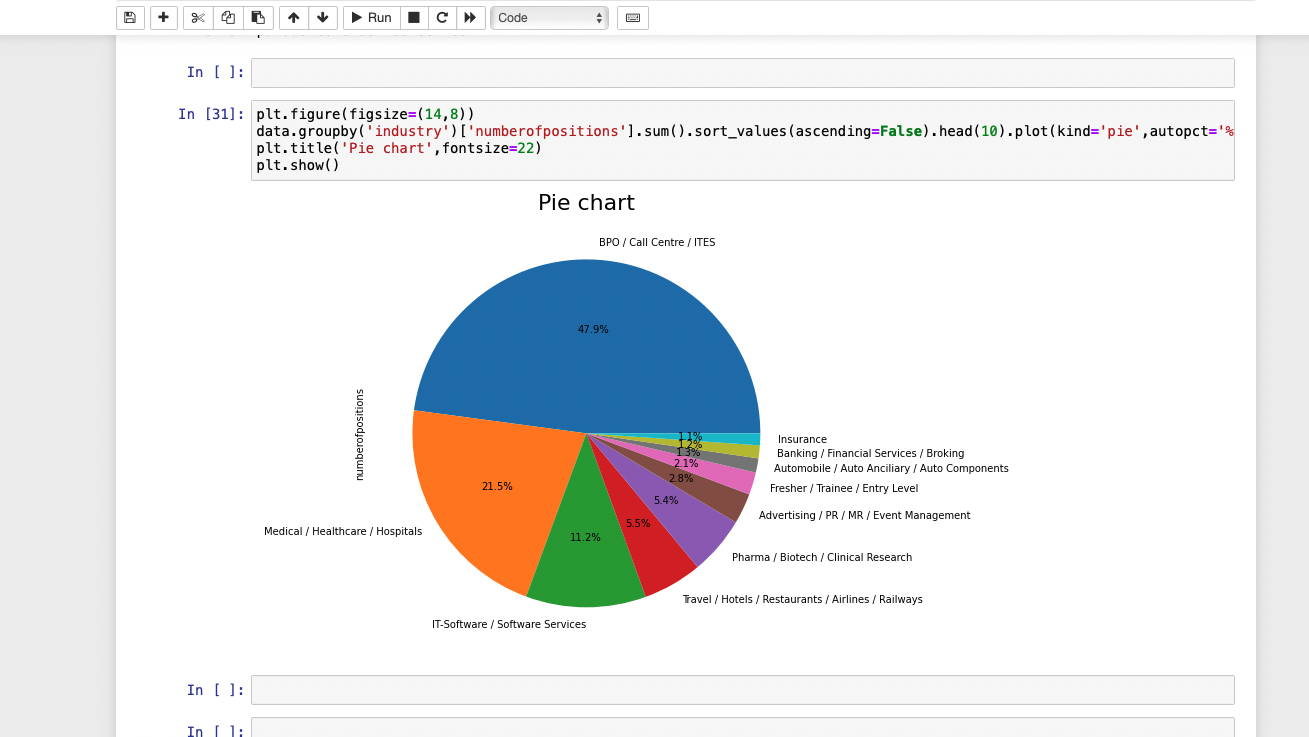 Run
Code
In [ ]:
In [31]:
plt.figure(figsize=(14,8))
data.groupby('industry')['numberofpositions'].sum().sort_values(ascending=False).head(10).plot(kind='pie',autopct='%
plt.title('Pie chart',fontsize=22)
plt.show()
Pie chart
BPO / Call Centre / ITES
47.9%
numberofpositions
1.1%
Insurance
1.2%
Banking / Financial Services / Broking
1.3%
Automobile / Auto Anciliary / Auto Components
2.1%
Fresher / Trainee / Entry Level
2.8%
Advertising / PR / MR / Event Management
21.5%
5.4%
5.5%
Medical / Healthcare / Hospitals
11.2%
Pharma / Biotech / Clinical Research
Travel / Hotels / Restaurants / Airlines / Railways
IT-Software / Software Services
In [ ]:
In [ ]: